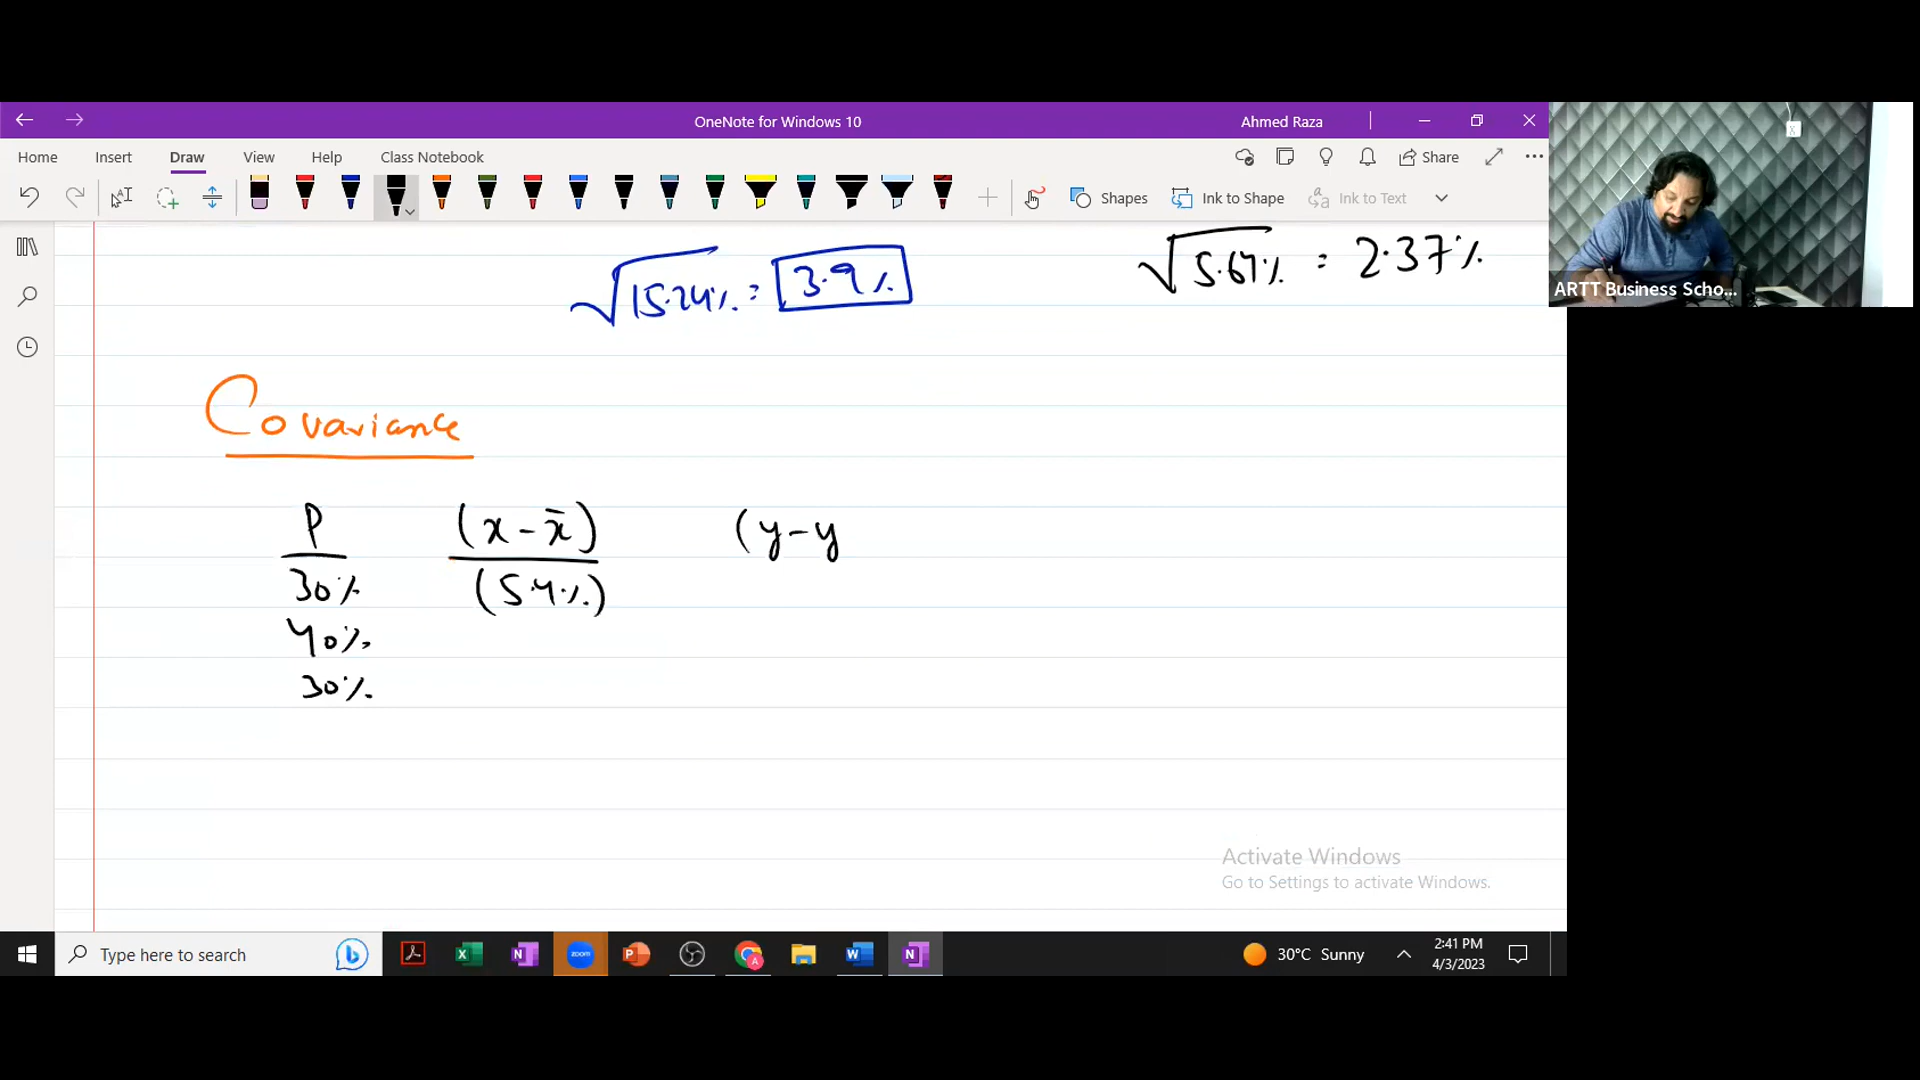 OneNote for Windows 10
Ahmed Raza
Home Insert Draw View Help Class Notebook
Share
Shapes Ink to Shape Ink to Text
√15.24% = 3.9%
√5.64% = 2.37%
ARTT Business Scho...
Covariance
P (x - x̄) (y-y
30% (5.4%)
40%
30%
Activate Windows
Go to Settings to activate Windows.
Type here to search
zoom
30°C Sunny
2:41 PM
4/3/2023